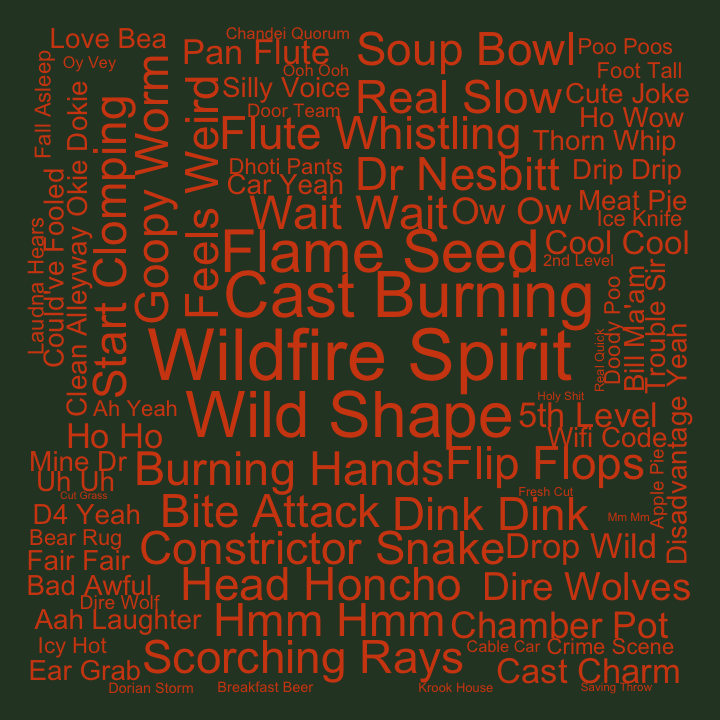 Love Bea
Chandei Quorum
Pan Flute
Soup Bowl
Poo Poos
Oy Vey
Ooh Ooh
Foot Tall
Fall Asleep
Silly Voice
Real Slow
Cute Joke
Door Team
Ho Wow
Okie Dokie
Start Clomping
Goopy Worm
Feels Weird
Flute Whistling
Thorn Whip
Dhoti Pants
Dr Nesbitt
Drip Drip
Car Yeah
Meat Pie
Could've Fooled
Wait Wait
Ow Ow
Ice Knife
Laudna Hears
Clean Alleyway
Flame Seed
Cool Cool
2nd Level
Cast Burning
Doody Poo
Bill Ma'am
Trouble Sir
Wildfire Spirit
Real Quick
Disadvantage Yeah
Wild Shape
Holy Shit
Ah Yeah
5th Level
Ho Ho
Wifi Code
Mine Dr
Burning Hands
Flip Flops
Apple Pie
Uh Uh
Cut Grass
Fresh Cut
D4 Yeah
Bite Attack
Dink Dink
Mm Mm
Bear Rug
Constrictor Snake
Drop Wild
Fair Fair
Bad Awful
Head Honcho
Dire Wolves
Dire Wolf
Aah Laughter
Hmm Hmm
Chamber Pot
Icy Hot
Scorching Rays
Cable Car
Crime Scene
Ear Grab
Cast Charm
Dorian Storm
Breakfast Beer
Krook House
Saving Throw